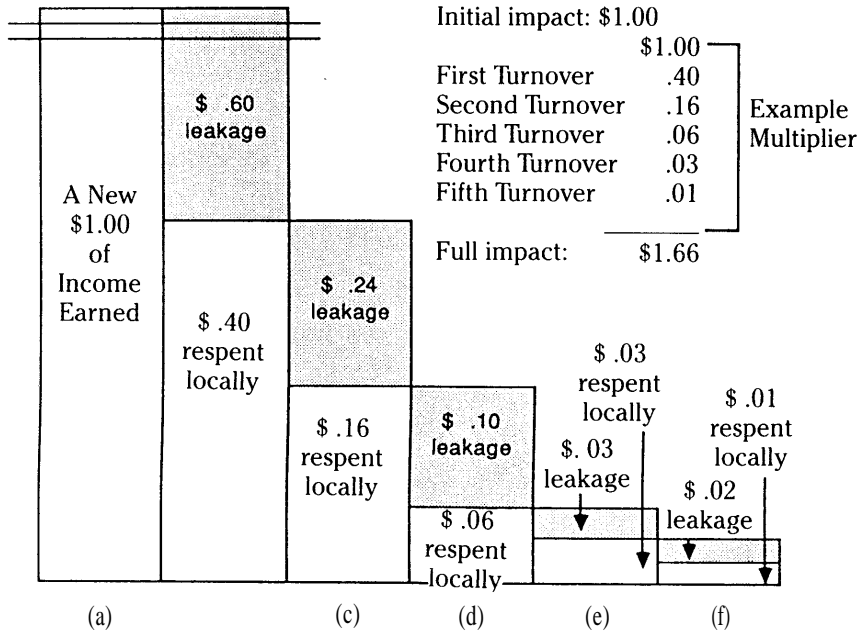 Initial impact: $1.00
$1.00
First Turnover .40
Second Turnover .16
Third Turnover .06
Fourth Turnover .03
Fifth Turnover .01
Example
Multiplier
Full impact: $1.66
A New
$1.00
of
Income
Earned
$ .60
leakage
$ .40
respent
locally
$ .24
leakage
$ .16
respent
locally
$ .10
leakage
$ .06
respent
locally
$ .03
respent
locally
$. 03
leakage
$ .01
respent
locally
$ .02
leakage
(a) (c) (d) (e) (f)